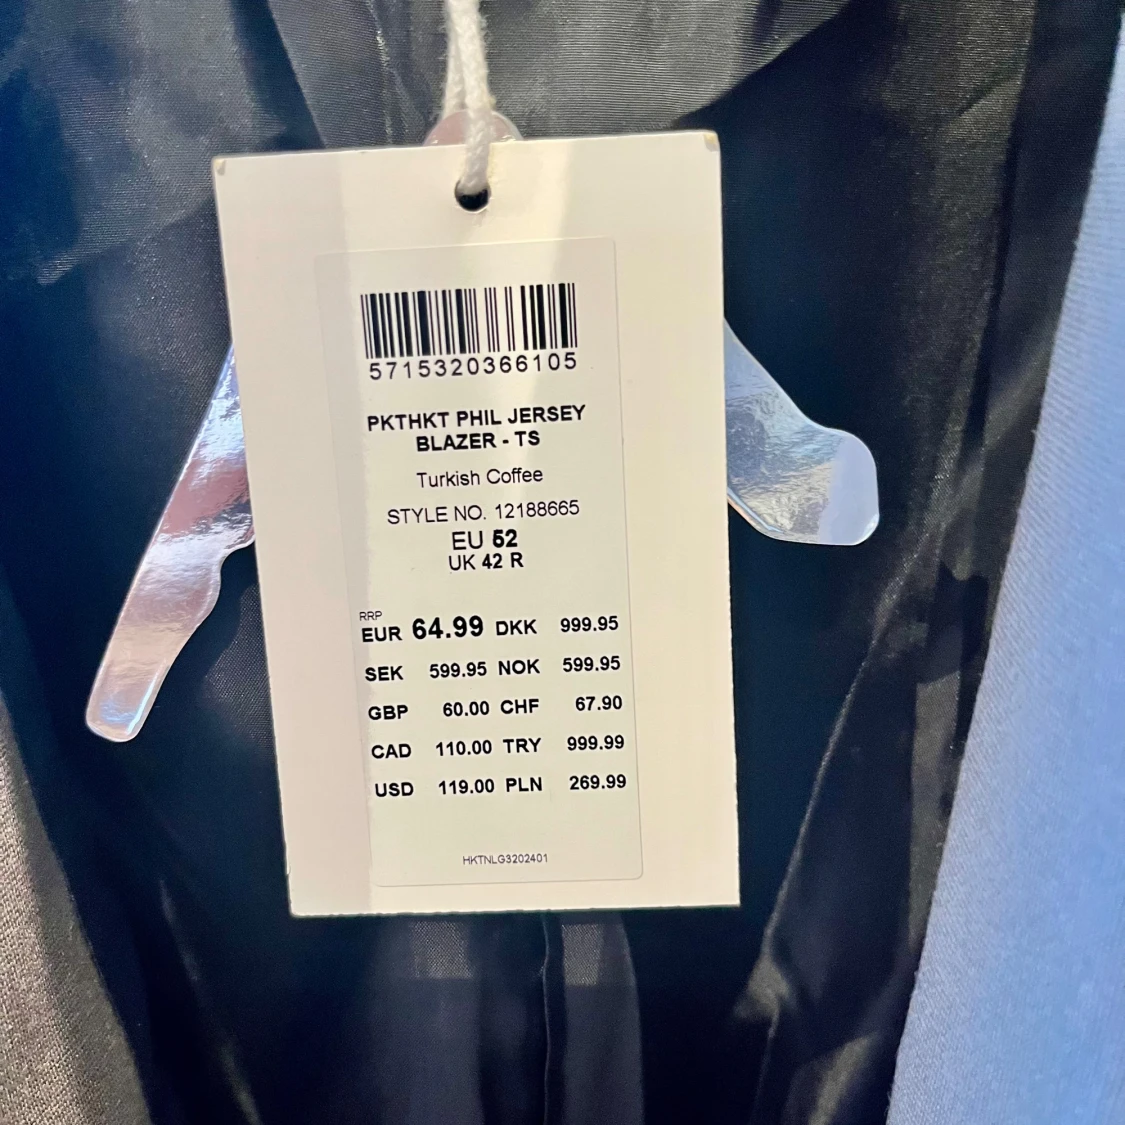 5715320366105
PKTHKT PHIL JERSEY
BLAZER - TS
Turkish Coffee
STYLE NO. 12188665
EU 52
UK 42 R
RRP
EUR 64.99 DKK 999.95
SEK 599.95 NOK 599.95
GBP 60.00 CHF 67.90
CAD 110.00 TRY 999.99
USD 119.00 PLN 269.99
HKTNLG3202401